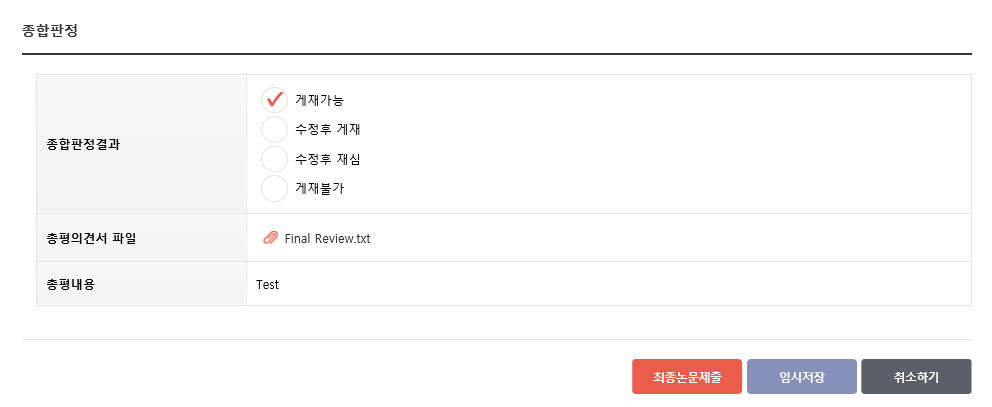 종합판정
종합판정결과
게재가능
수정후 게재
수정후 재심
게재불가
총평의견서 파일
Final Review.txt
총평내용
Test
최종논문제출
임시저장
취소하기